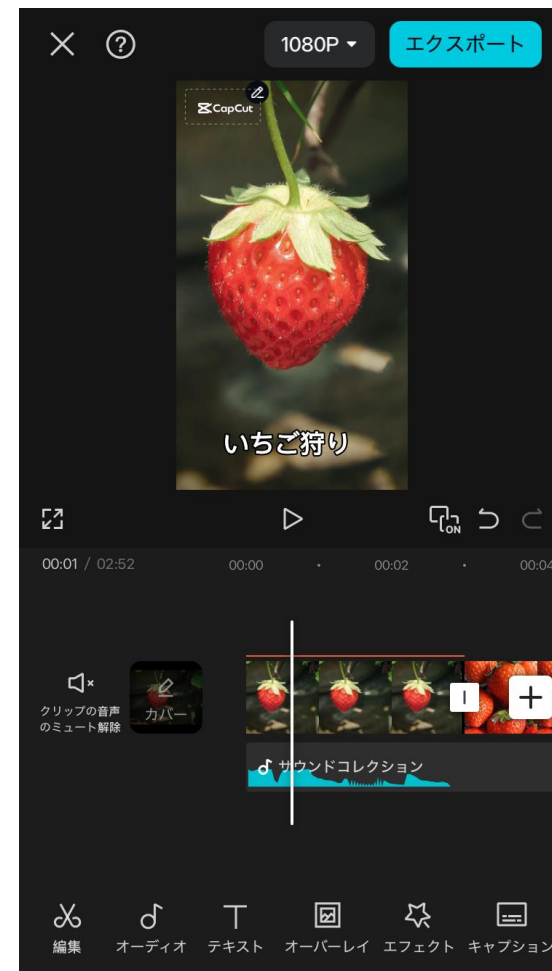 1080P
エクスポート
CapCut
いちご狩り
ON
00:01 / 02:52
00:00
00:02
00:04
クリップの音声
のミュート解除
カバー
サウンドコレクション
編集
オーディオ
テキスト
オーバーレイ
エフェクト
キャプション